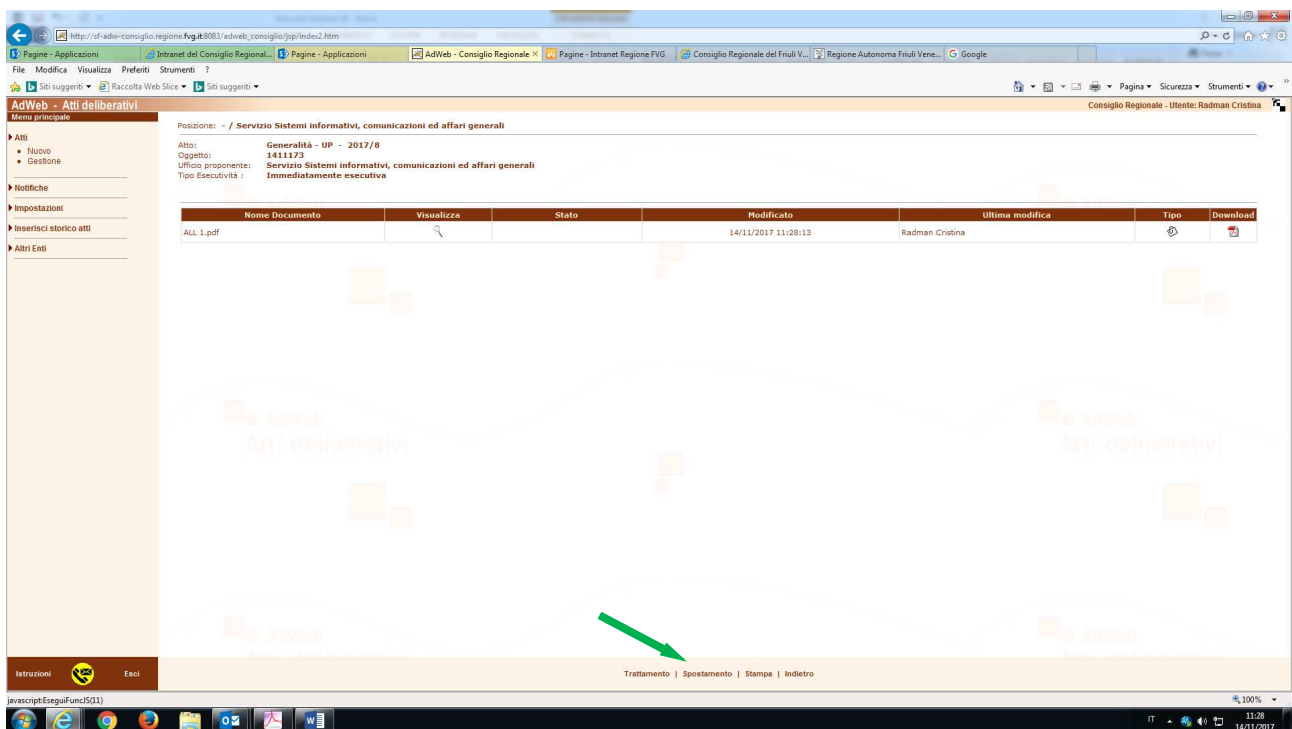 http://sf-adw-consiglio.regione.fvg.it:8083/adweb_consiglio/jsp/index2.htm
Pagine - Applicazioni
Intranet del Consiglio Regional...
Pagine - Applicazioni
AdWeb - Consiglio Regionale
Pagine - Intranet Regione FVG
Consiglio Regionale del Friuli V...
Regione Autonoma Friuli Vene...
Google
File Modifica Visualizza Preferiti Strumenti ?
Siti suggeriti Raccolta Web Slice Siti suggeriti
Pagina Sicurezza Strumenti
AdWeb - Atti deliberativi
Consiglio Regionale - Utente: Radman Cristina
Menu principale
Atti
Nuovo
Gestione
Notifiche
Impostazioni
Inserisci storico atti
Altri Enti
Posizione: - / Servizio Sistemi informativi, comunicazioni ed affari generali
Atto: Generalità - UP - 2017/8
Oggetto: 1411173
Ufficio proponente: Servizio Sistemi informativi, comunicazioni ed affari generali
Tipo Esecutività : Immediatamente esecutiva
Nome Documento Visualizza Stato Modificato Ultima modifica Tipo Download
ALL 1.pdf 14/11/2017 11:28:13 Radman Cristina
AdWeb
Atti deliberativi
AdWeb
Atti deliberativi
AdWeb
AdWeb
Istruzioni Esci
Trattamento | Spostamento | Stampa | Indietro
javascript:EseguiFuncJS(11)
100%
IT
11:28
14/11/2017